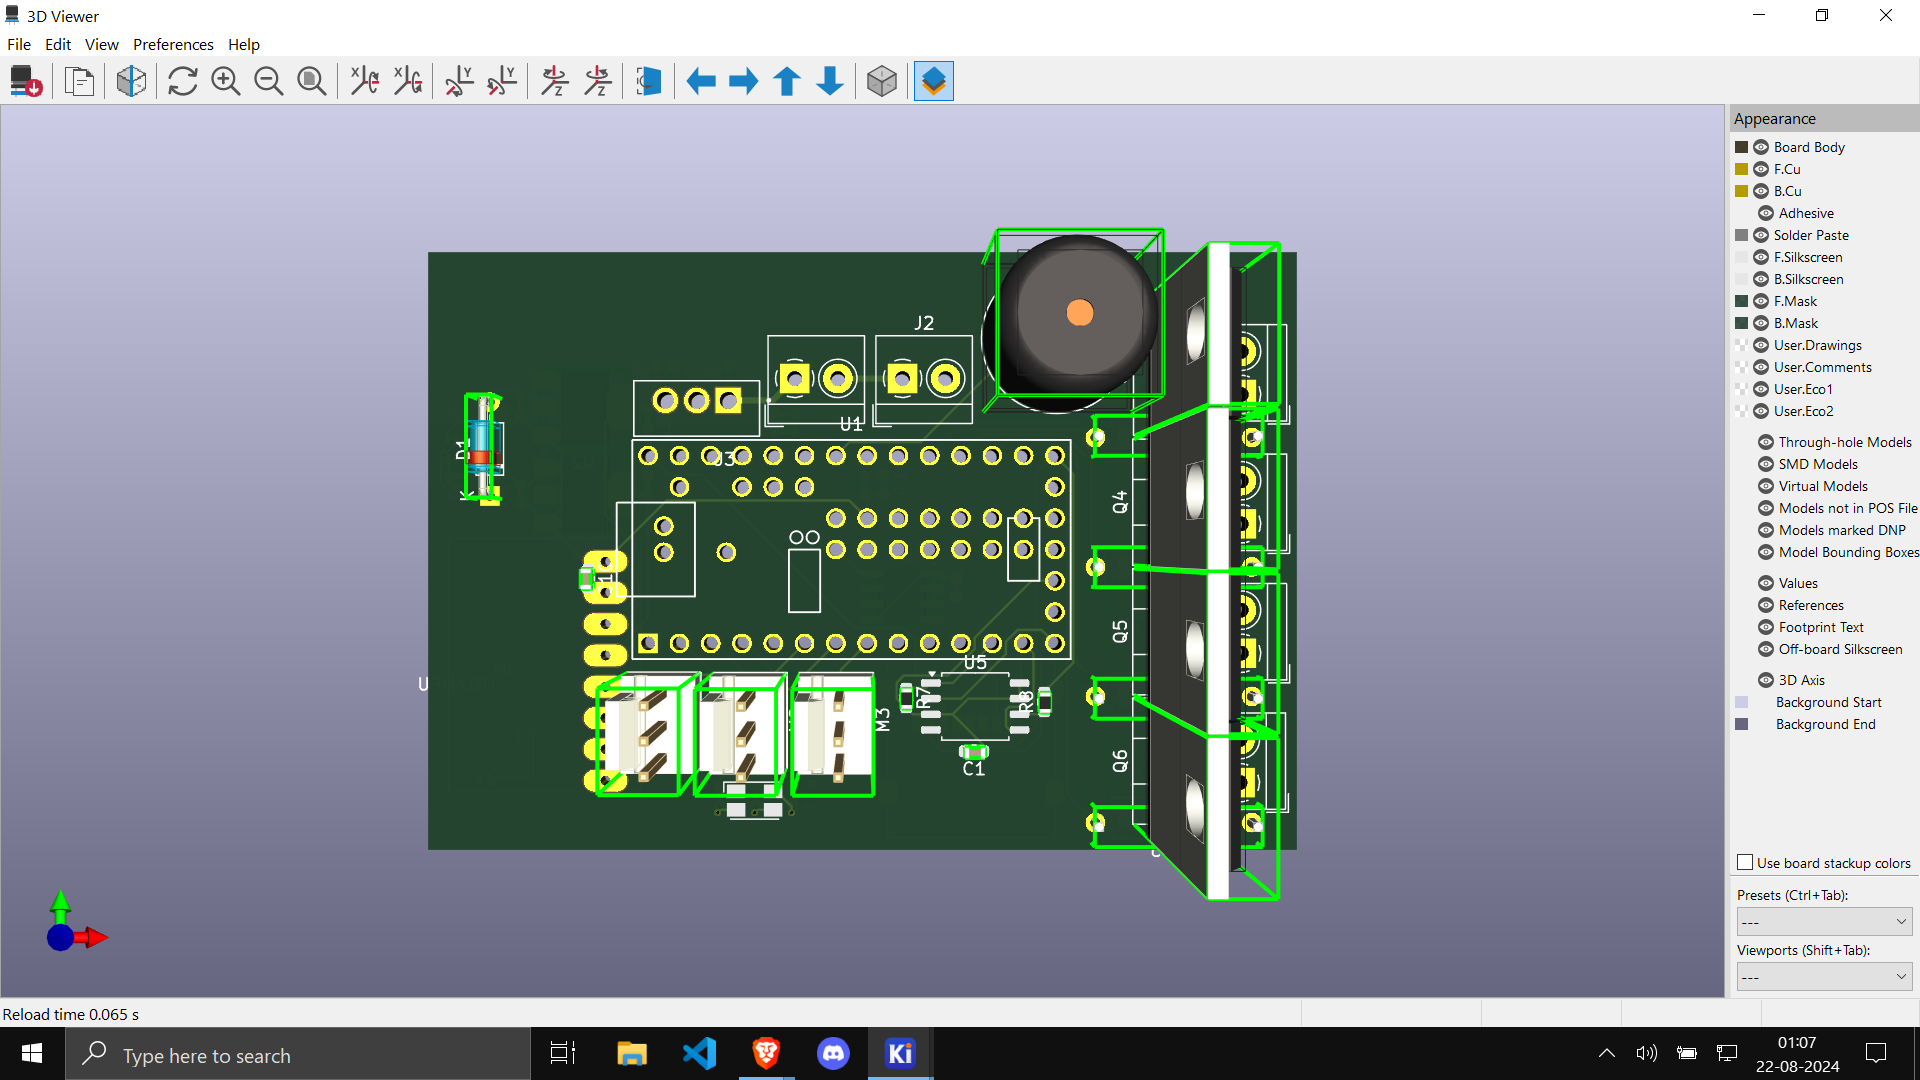 3D Viewer
File Edit View Preferences Help
Appearance
Board Body
F.Cu
B.Cu
Adhesive
Solder Paste
F.Silkscreen
B.Silkscreen
F.Mask
B.Mask
User.Drawings
User.Comments
User.Eco1
User.Eco2
Through-hole Models
SMD Models
Virtual Models
Models not in POS File
Models marked DNP
Model Bounding Boxes
Values
References
Footprint Text
Off-board Silkscreen
3D Axis
Background Start
Background End
Use board stackup colors
Presets (Ctrl+Tab):
---
Viewports (Shift+Tab):
---
J2
U1
D1
K
J3
Q4
Q5
U5
U
R7
R8
M3
C1
Q6
Reload time 0.065 s
Type here to search
Ki
01:07
22-08-2024